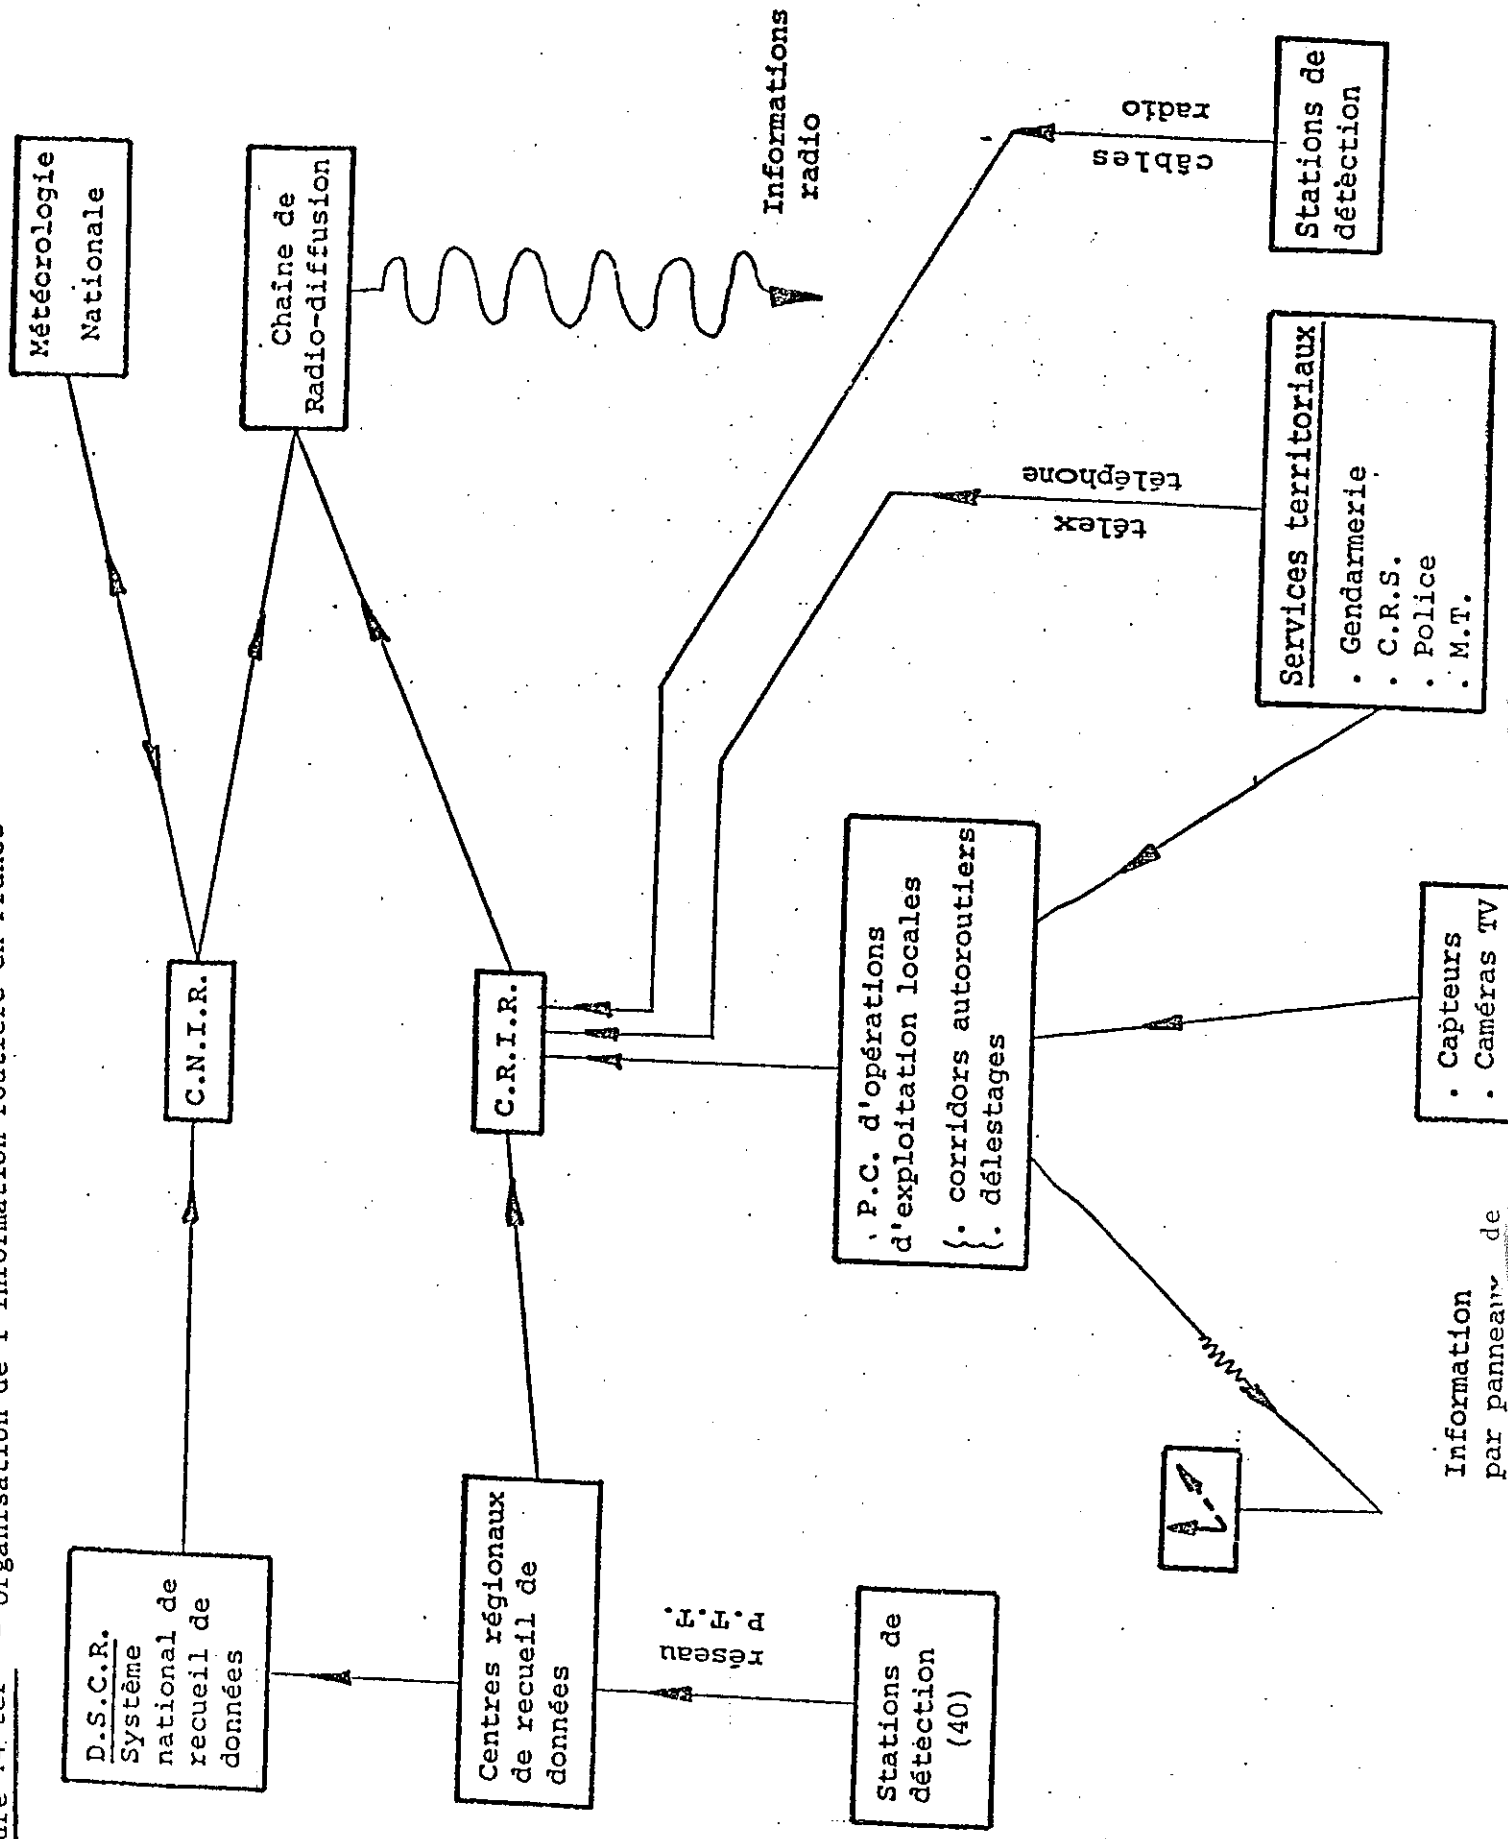 organisation de l'information routière en France
D.S.C.R.
Système
national de
recueil de
données
C.N.I.R.
Météorologie
Nationale
Chaîne de
Radio-diffusion
Centres régionaux
de recueil de
données
C.R.I.R.
Informations
radio
réseau
P.T.T.
Stations de
détection
(40)
. P.C. d'opérations
d'exploitation locales
{. corridors autoroutiers
{. délestages
télex
téléphone
câbles
radio
Services territoriaux
. Gendarmerie
. C.R.S.
. Police
. M.T.
Stations de
détection
. Capteurs
. Caméras TV
Information
par panneaux de